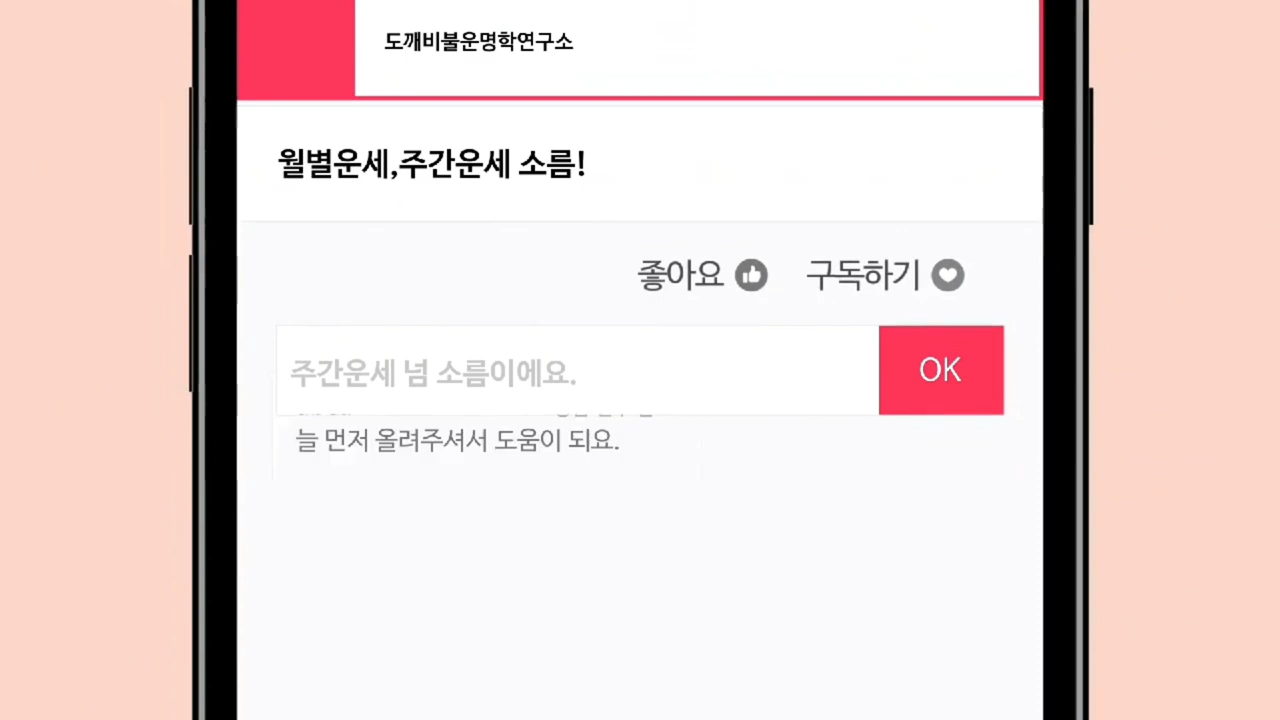 도깨비불운명학연구소
월별운세,주간운세 소름!
좋아요 구독하기
주간운세 넘 소름이에요.
OK
늘 먼저 올려주셔서 도움이 되요.